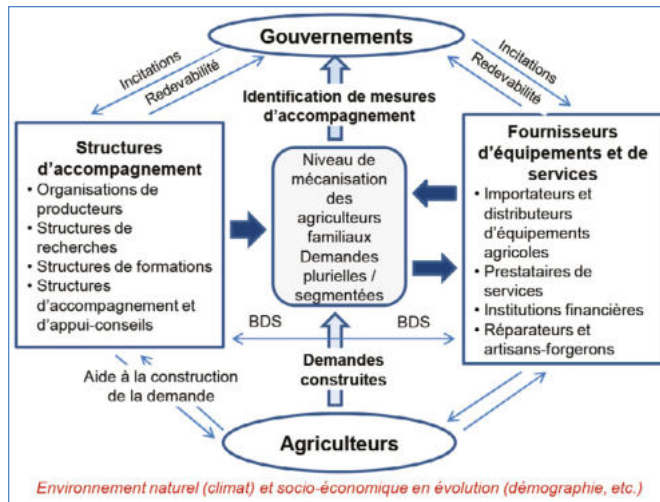 Gouvernements
Incitations
Redevabilité
Incitations
Redevabilité
Identification de mesures
d'accompagnement
Structures
d'accompagnement
• Organisations de
producteurs
• Structures de
recherches
• Structures de formations
• Structures
d'accompagnement et
d'appui-conseils
Niveau de
mécanisation
des
agriculteurs
familiaux
Demandes
plurielles /
segmentées
Fournisseurs
d'équipements et de
services
• Importateurs et
distributeurs
d'équipements
agricoles
• Prestataires de
services
• Institutions financières
• Réparateurs et
artisans-forgerons
BDS
BDS
Aide à la construction
de la demande
Demandes
construites
Agriculteurs
Environnement naturel (climat) et socio-économique en évolution (démographie, etc.)